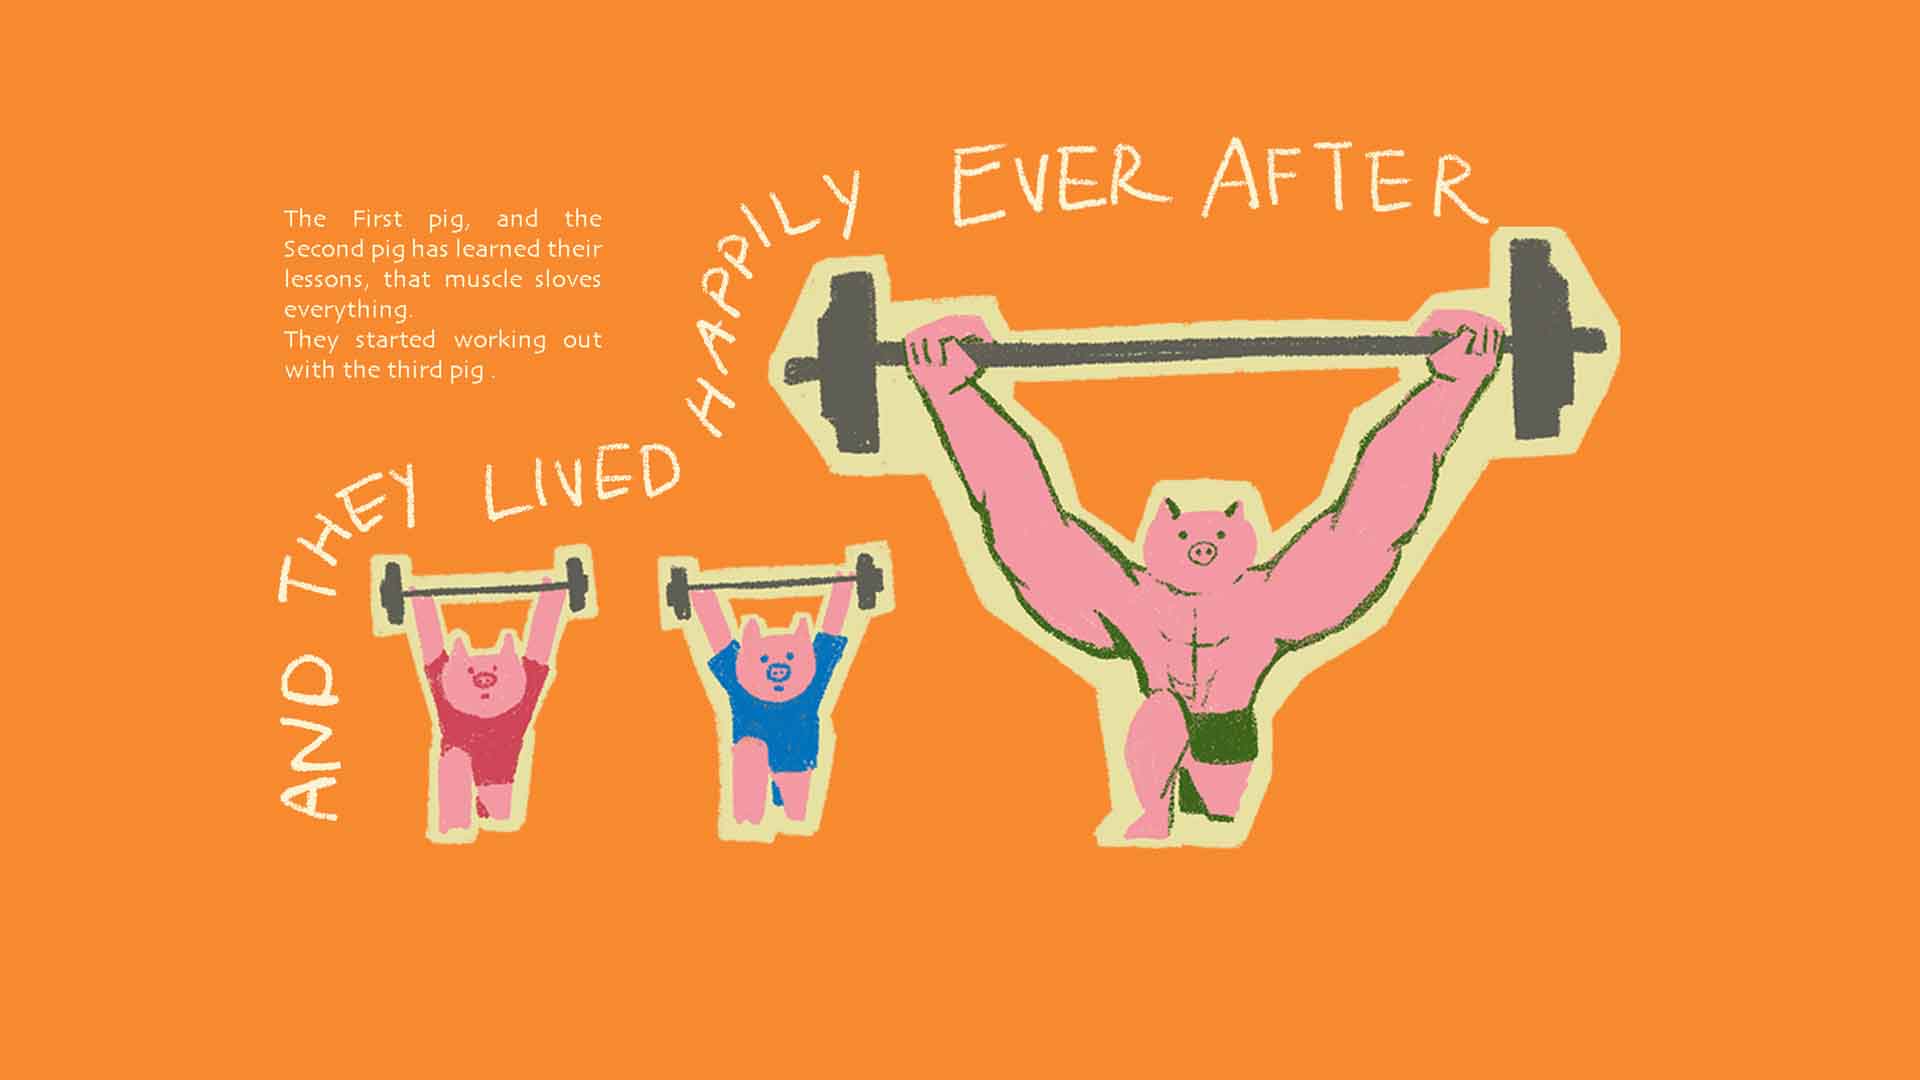 The First pig, and the
Second pig has learned their
lessons, that muscle sloves
everything.
They started working out
with the third pig .
AND THEY LIVED HAPPILY EVER AFTER